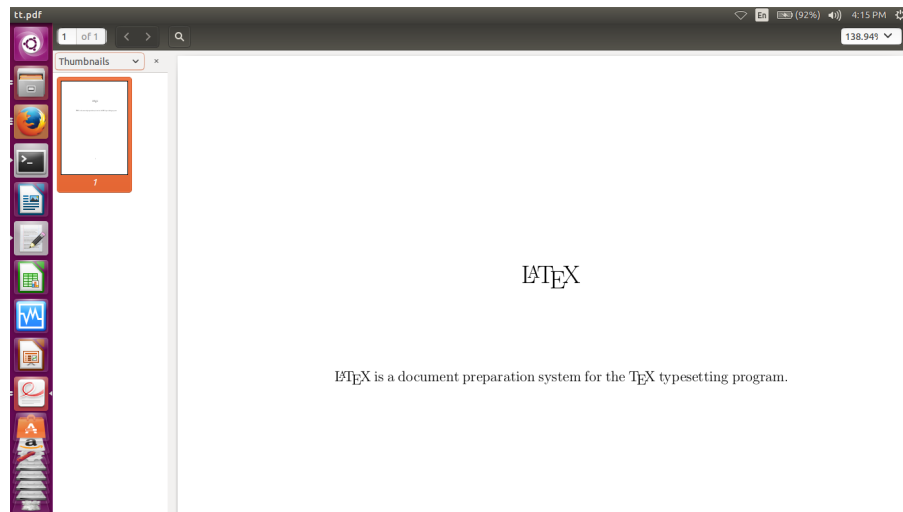 tt.pdf
En
(92%)
4:15 PM
1 of 1
138.94%
Thumbnails
1
LATEX
LATEX is a document preparation system for the TEX typesetting program.